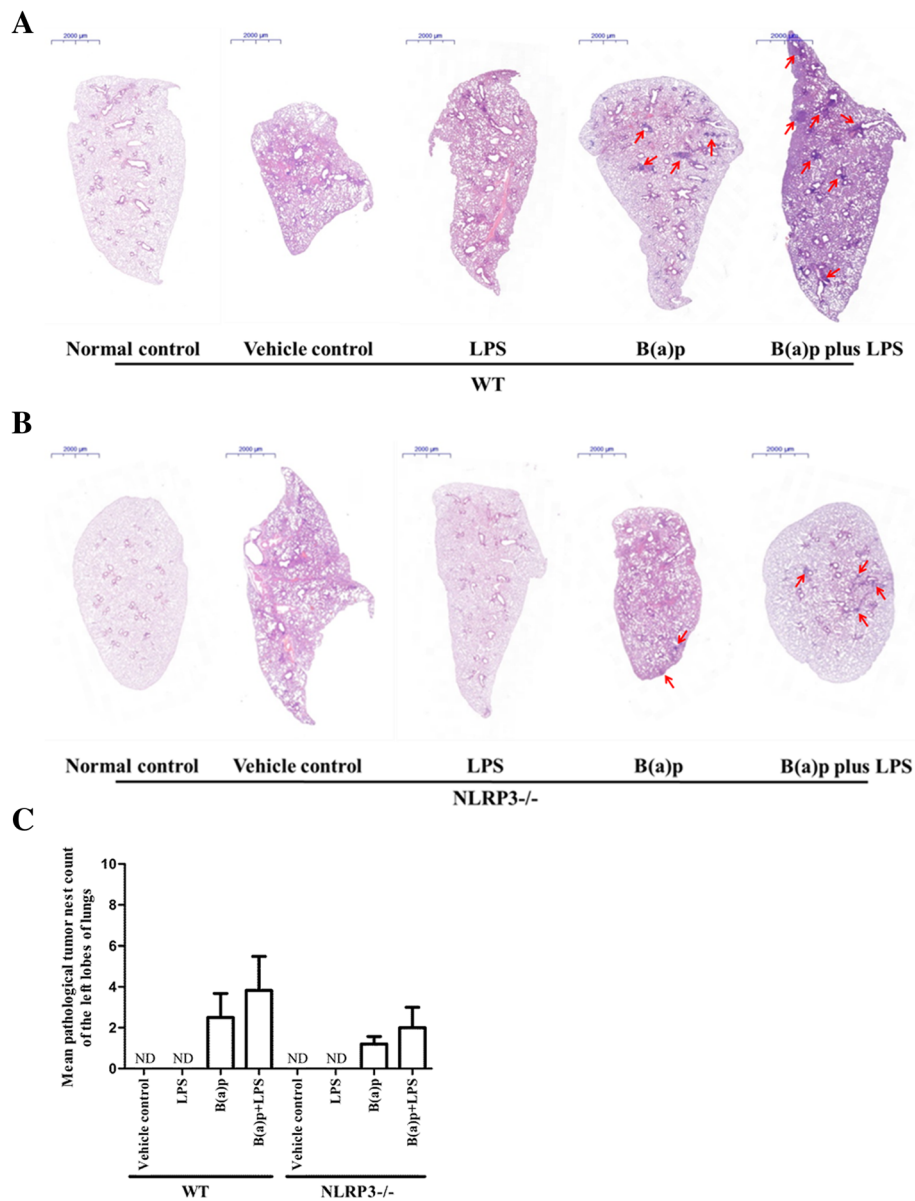 A
2000 µm 2000 µm 2000 µm 2000 µm 2000 µm
Normal control Vehicle control LPS B(a)p B(a)p plus LPS
WT
B
2000 µm 2000 µm 2000 µm 2000 µm 2000 µm
Normal control Vehicle control LPS B(a)p B(a)p plus LPS
NLRP3-/-
C
Mean pathological tumor nest count
of the left lobes of lungs
10
8
6
4
2
0
ND ND ND ND
Vehicle control
LPS
B(a)p
B(a)p+LPS
Vehicle control
LPS
B(a)p
B(a)p+LPS
WT NLRP3-/-